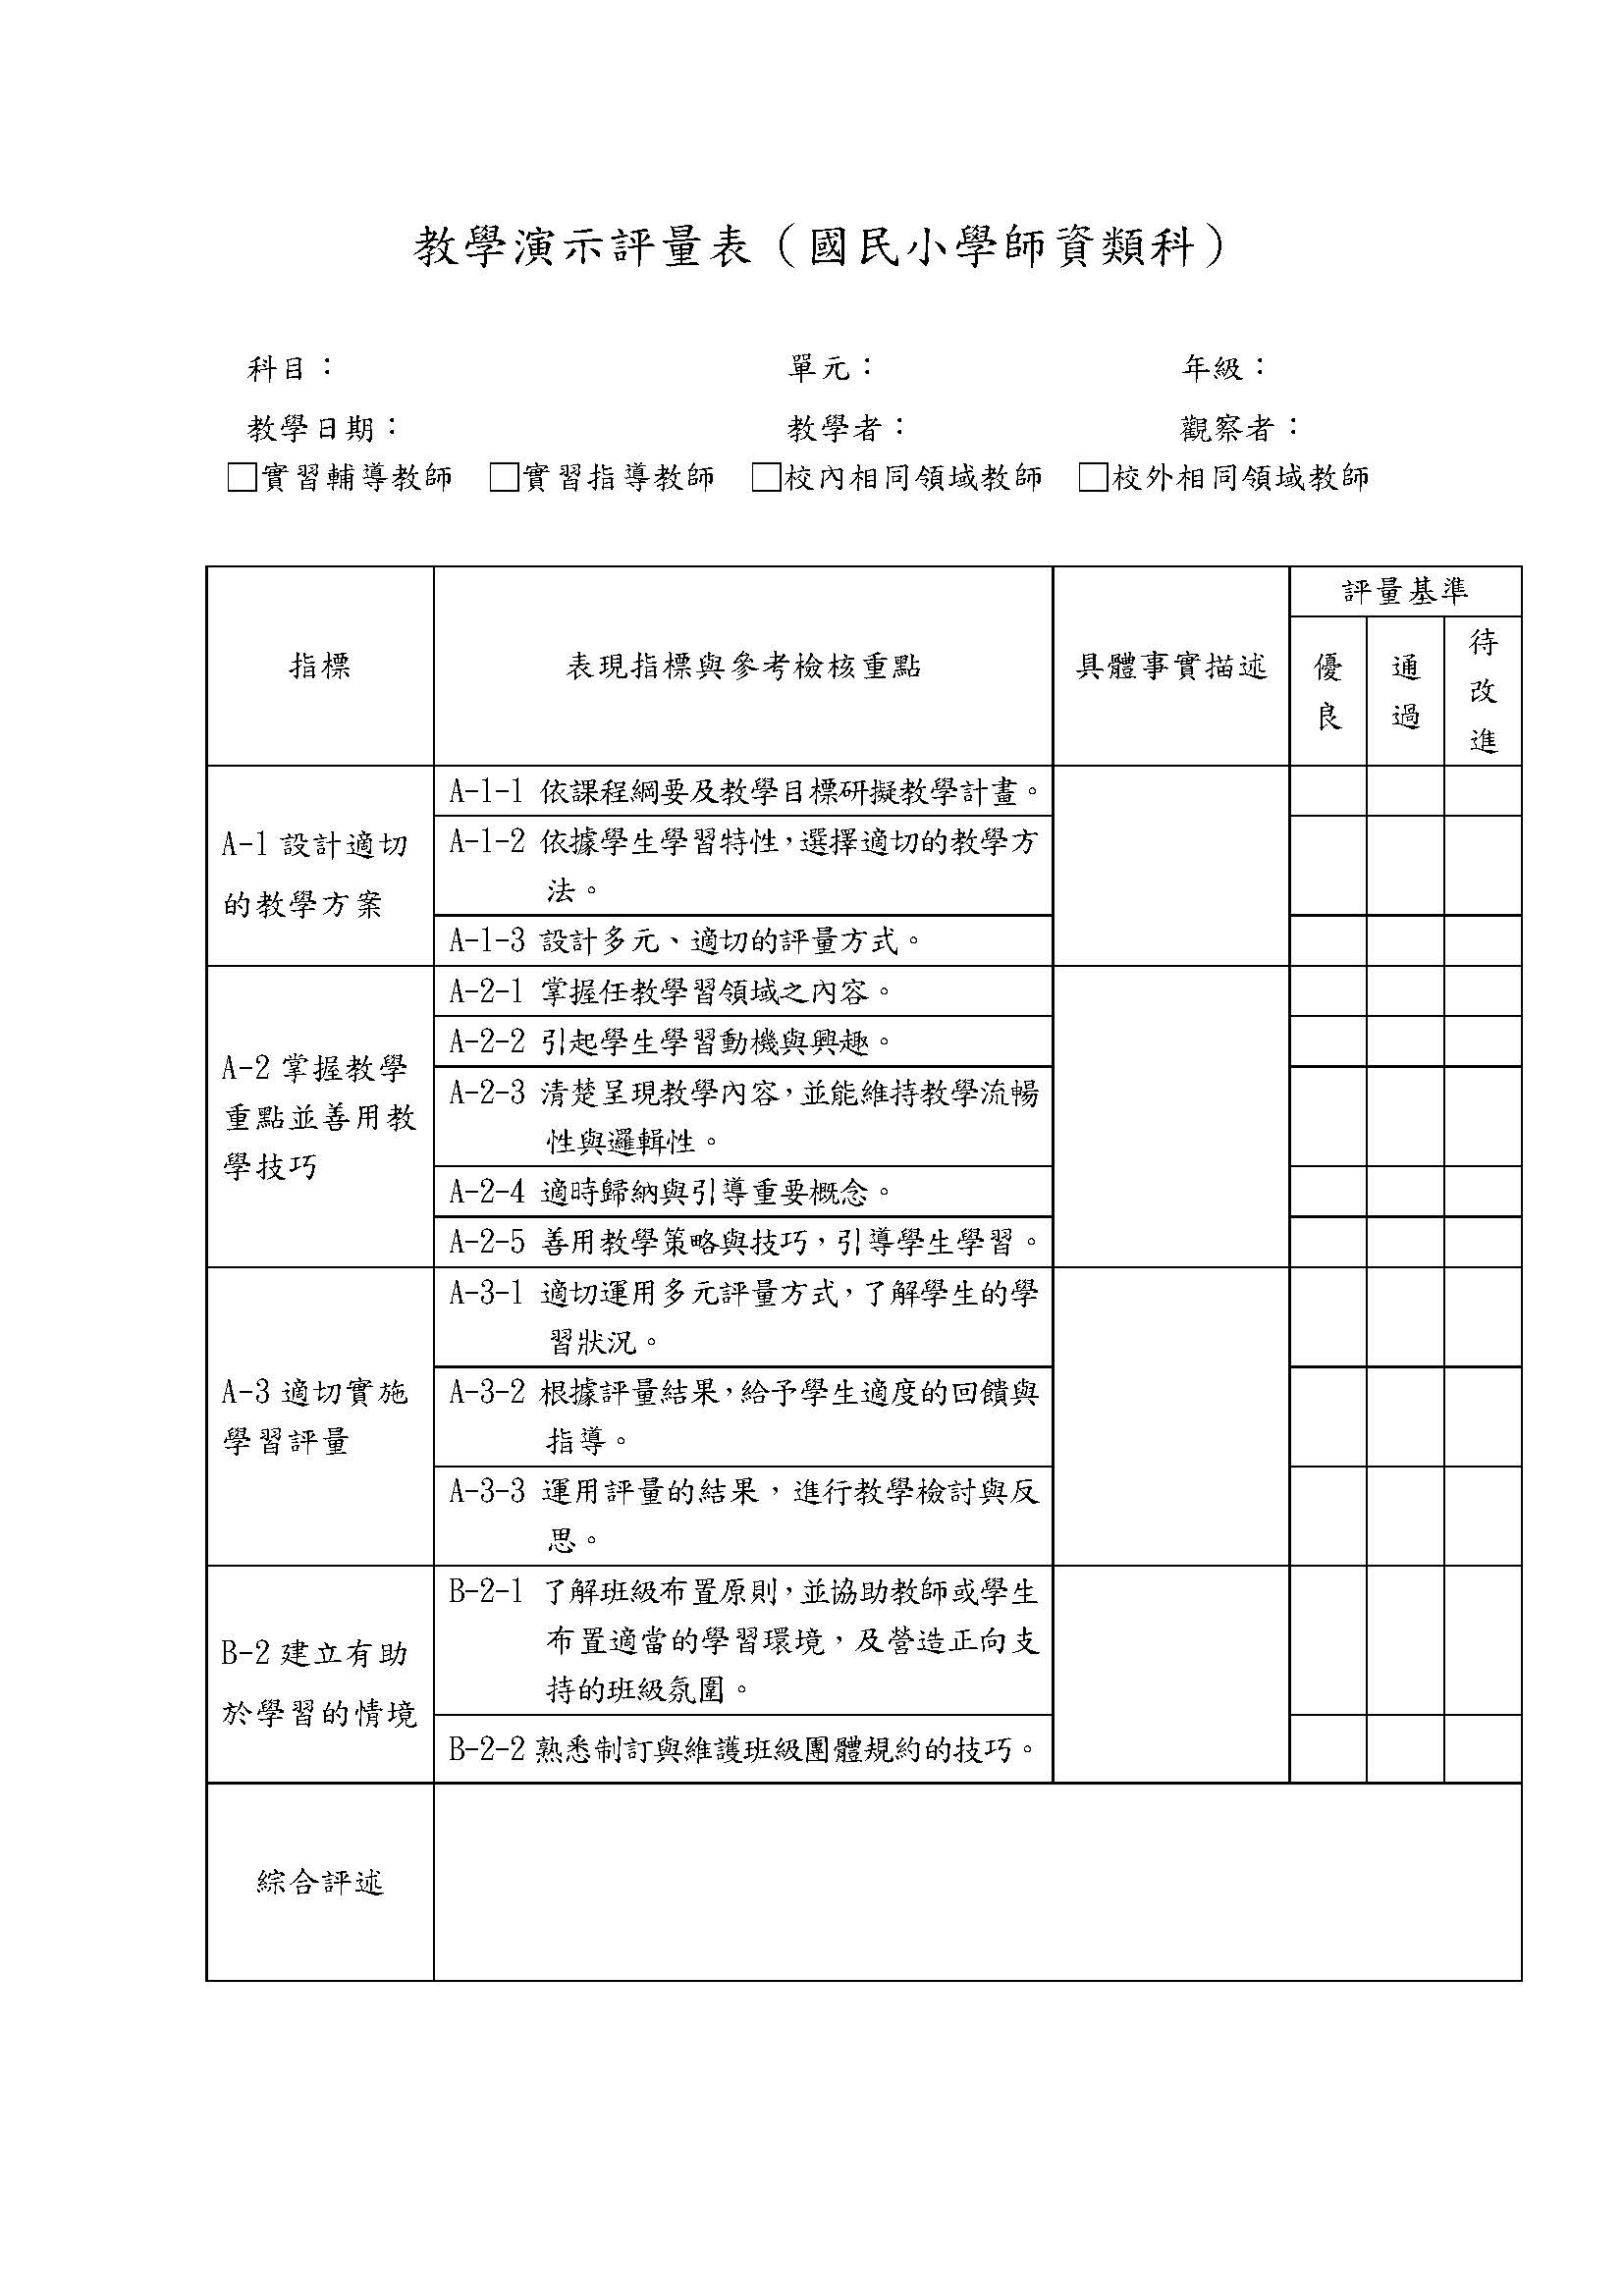 教學演示評量表（國民小學師資類科）
科目： 單元： 年級：
教學日期： 教學者： 觀察者：
□實習輔導教師 □實習指導教師 □校內相同領域教師 □校外相同領域教師
指標 表現指標與參考檢核重點 具體事實描述 評量基準
優良 通過 待改進
A-1 設計適切
的教學方案
A-1-1 依課程綱要及教學目標研擬教學計畫。
A-1-2 依據學生學習特性，選擇適切的教學方
法。
A-1-3 設計多元、適切的評量方式。
A-2 掌握教學
重點並善用教
學技巧
A-2-1 掌握任教學習領域之內容。
A-2-2 引起學生學習動機與興趣。
A-2-3 清楚呈現教學內容，並能維持教學流暢
性與邏輯性。
A-2-4 適時歸納與引導重要概念。
A-2-5 善用教學策略與技巧，引導學生學習。
A-3 適切實施
學習評量
A-3-1 適切運用多元評量方式，了解學生的學
習狀況。
A-3-2 根據評量結果，給予學生適度的回饋與
指導。
A-3-3 運用評量的結果，進行教學檢討與反
思。
B-2 建立有助
於學習的情境
B-2-1 了解班級布置原則，並協助教師或學生
布置適當的學習環境，及營造正向支
持的班級氛圍。
B-2-2 熟悉制訂與維護班級團體規約的技巧。
綜合評述